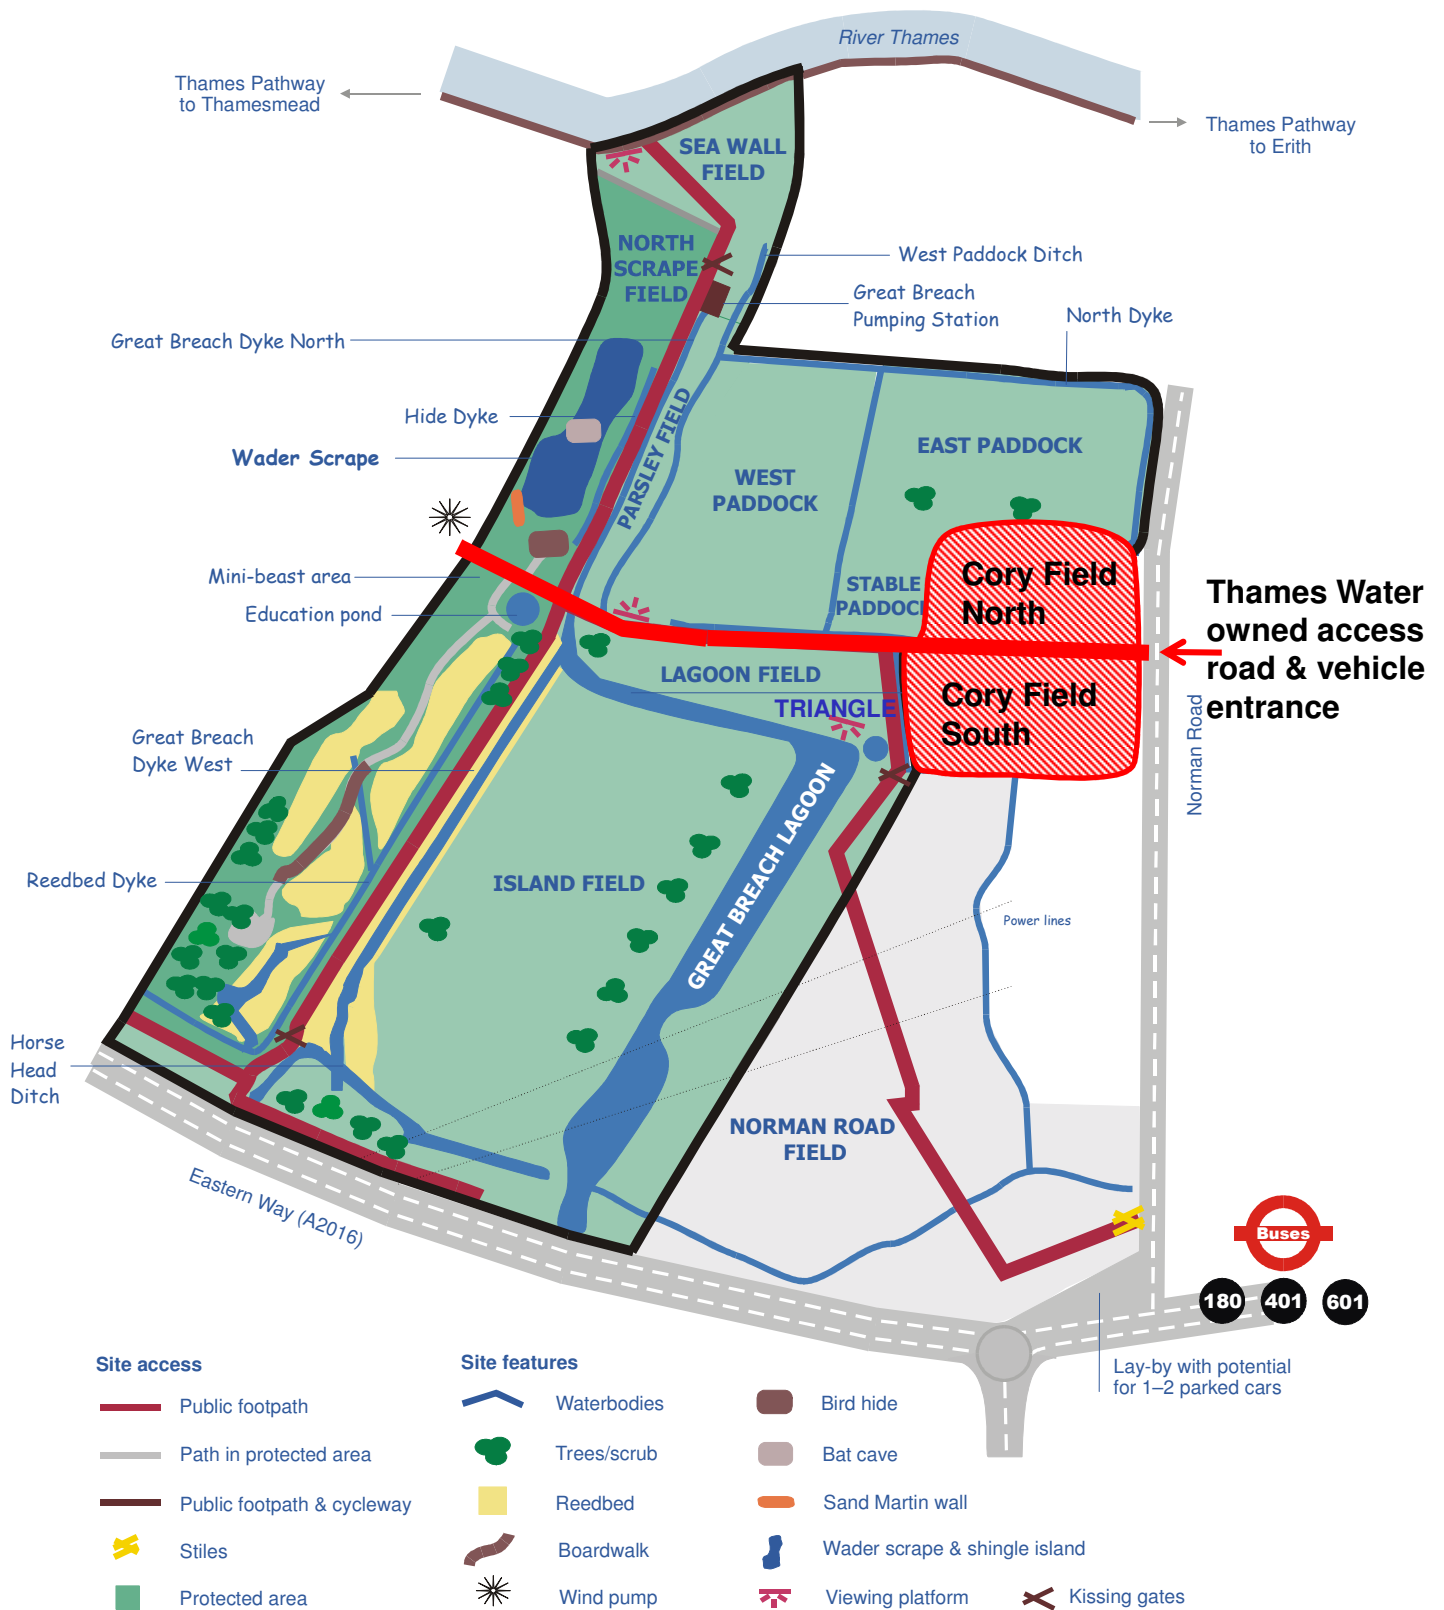 River Thames
Thames Pathway
to Thamesmead
Thames Pathway
to Erith
SEA WALL
FIELD
NORTH
SCRAPE
FIELD
West Paddock Ditch
Great Breach
Pumping Station
North Dyke
Great Breach Dyke North
Hide Dyke
Wader Scrape
PARSLEY FIELD
WEST
PADDOCK
EAST PADDOCK
Mini-beast area
Education pond
STABLE
PADDOCK
Cory Field
North
Thames Water
owned access
road & vehicle
entrance
LAGOON FIELD
TRIANGLE
Cory Field
South
Norman Road
Great Breach
Dyke West
GREAT BREACH LAGOON
Reedbed Dyke
ISLAND FIELD
Power lines
Horse
Head
Ditch
NORMAN ROAD
FIELD
Eastern Way (A2016)
Buses
180
401
601
Lay-by with potential
for 1–2 parked cars
Site access
Public footpath
Path in protected area
Public footpath & cycleway
Stiles
Protected area
Site features
Waterbodies
Trees/scrub
Reedbed
Boardwalk
Wind pump
Bird hide
Bat cave
Sand Martin wall
Wader scrape & shingle island
Viewing platform
Kissing gates